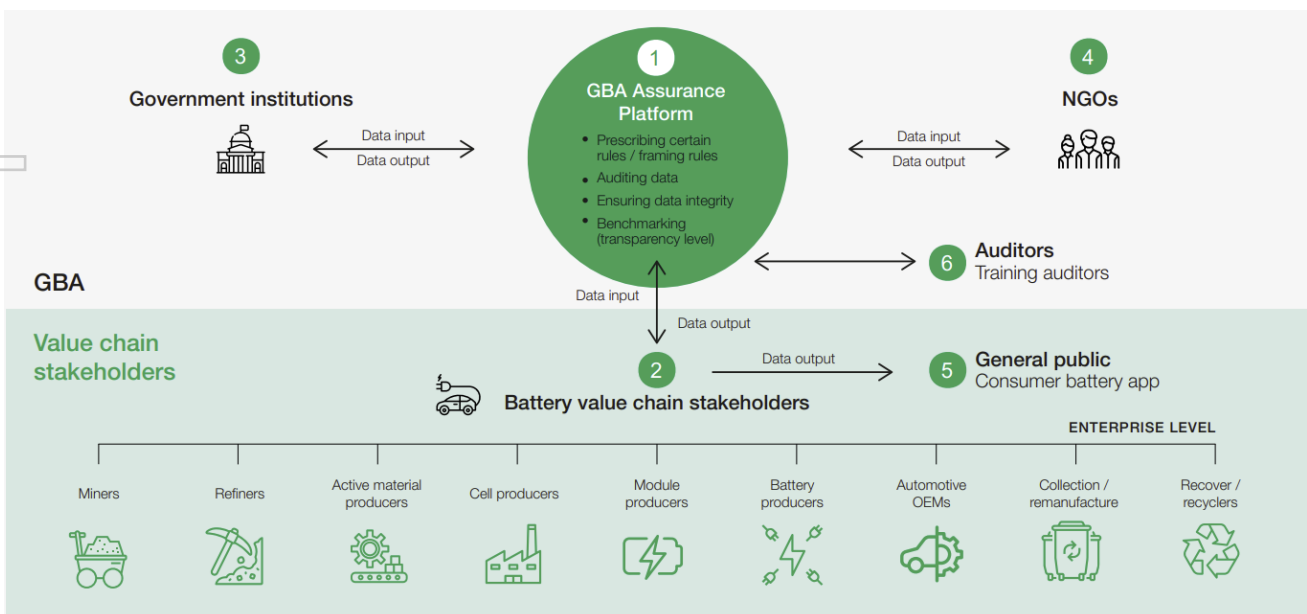 3
Government institutions
Data input
Data output
1
GBA Assurance
Platform
• Prescribing certain
rules / framing rules
• Auditing data
• Ensuring data integrity
• Benchmarking
(transparency level)
4
NGOs
Data input
Data output
6
Auditors
Training auditors
GBA
Data input
Data output
Value chain
stakeholders
2
Battery value chain stakeholders
Data output
5
General public
Consumer battery app
ENTERPRISE LEVEL
Miners
Refiners
Active material
producers
Cell producers
Module
producers
Battery
producers
Automotive
OEMs
Collection /
remanufacture
Recover /
recyclers